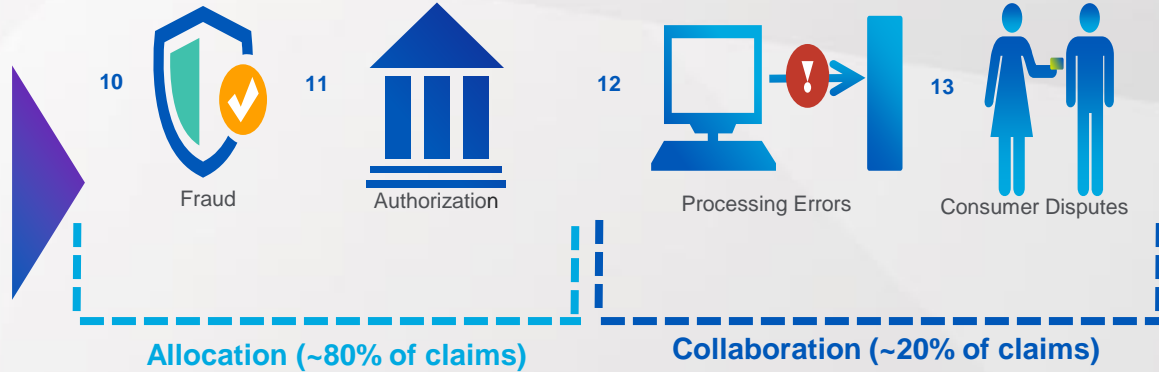 10
11
12
13
Fraud
Authorization
Processing Errors
Consumer Disputes
Allocation (~80% of claims)
Collaboration (~20% of claims)